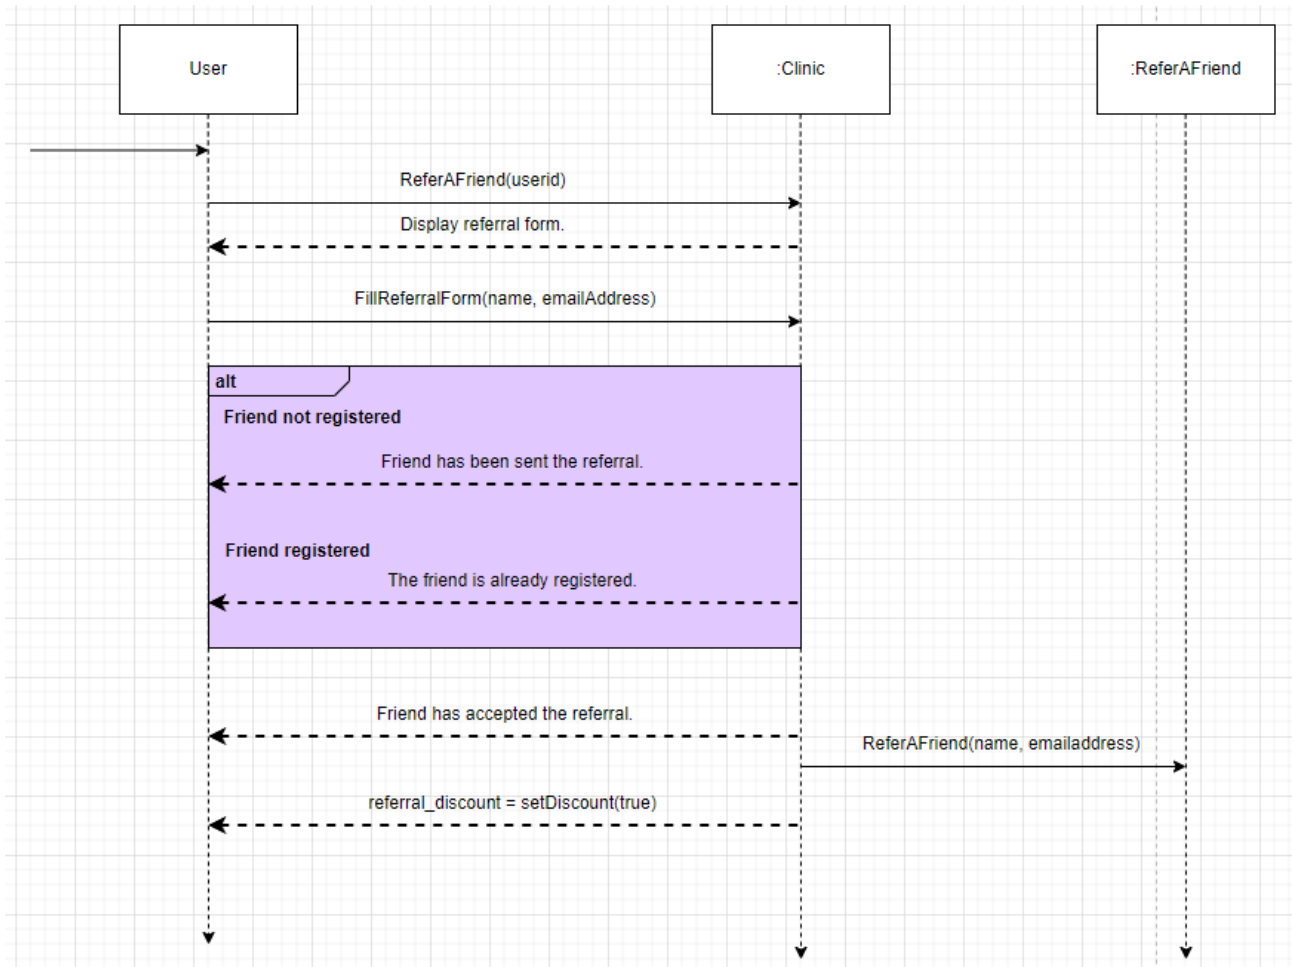 User
:Clinic
:ReferAFriend
ReferAFriend(userid)
Display referral form.
FillReferralForm(name, emailAddress)
alt
Friend not registered
Friend has been sent the referral.
Friend registered
The friend is already registered.
Friend has accepted the referral.
ReferAFriend(name, emailaddress)
referral_discount = setDiscount(true)